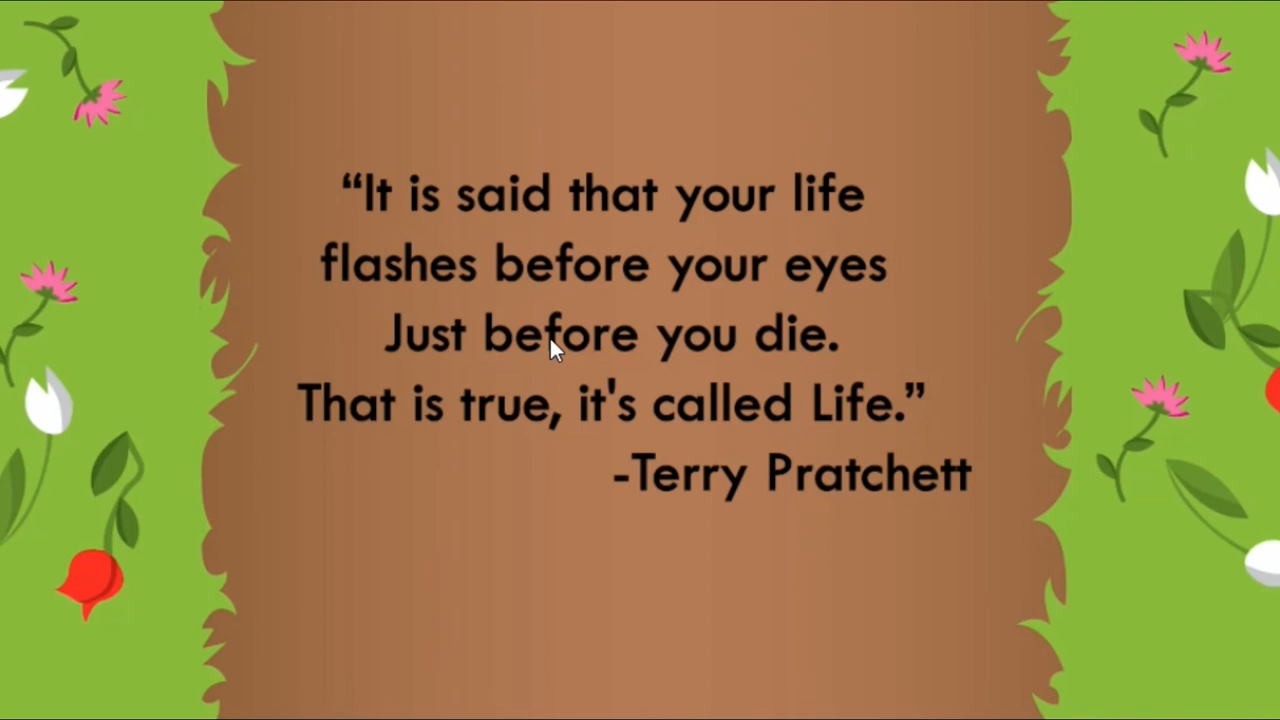 “It is said that your life
flashes before your eyes
Just before you die.
That is true, it's called Life.”
-Terry Pratchett